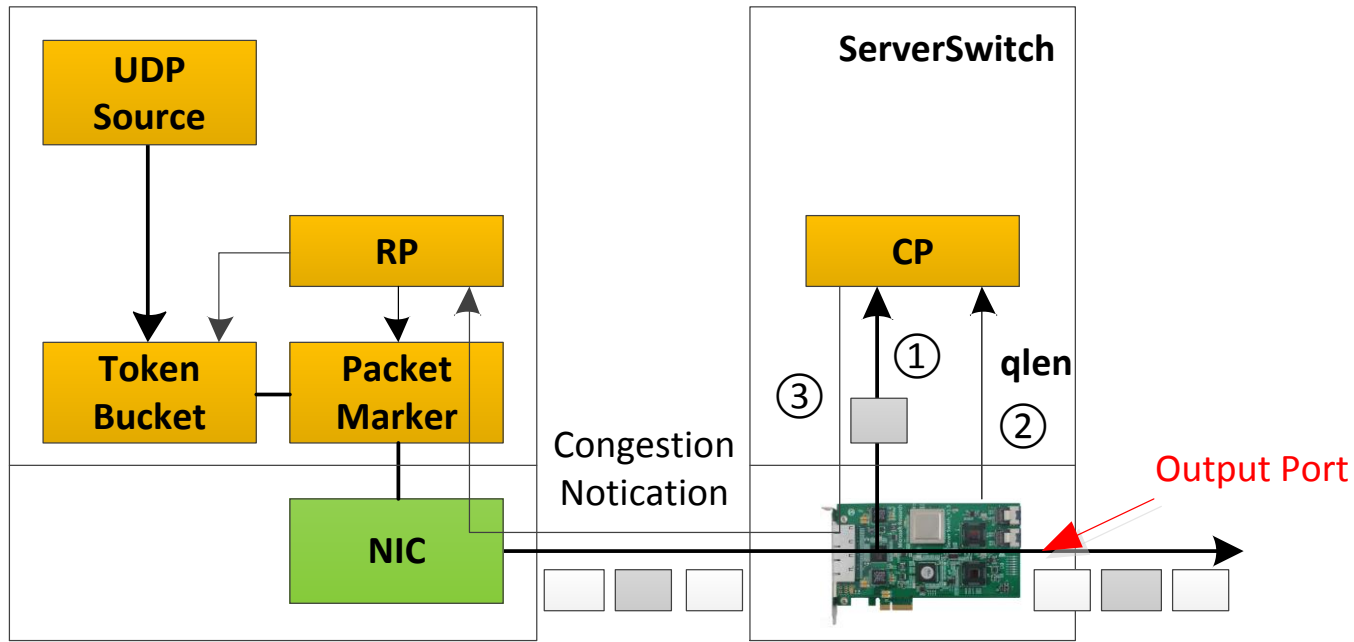 ServerSwitch
UDP
Source
RP
CP
Token
Bucket
Packet
Marker
①
qlen
③
②
Congestion
Notication
Output Port
NIC